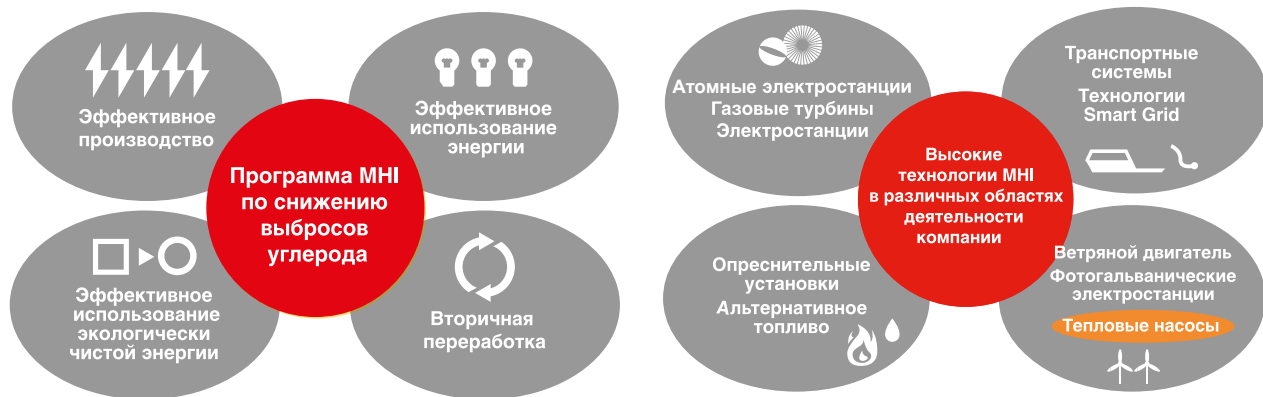 Эффективное
производство
Эффективное
использование
энергии
Программа MHI
по снижению
выбросов
углерода
Эффективное
использование
экологически
чистой энергии
Вторичная
переработка
Атомные электростанции
Газовые турбины
Электростанции
Транспортные
системы
Технологии
Smart Grid
Высокие
технологии MHI
в различных областях
деятельности
компании
Опреснительные
установки
Альтернативное
топливо
Ветряной двигатель
Фотогальванические
электростанции
Тепловые насосы